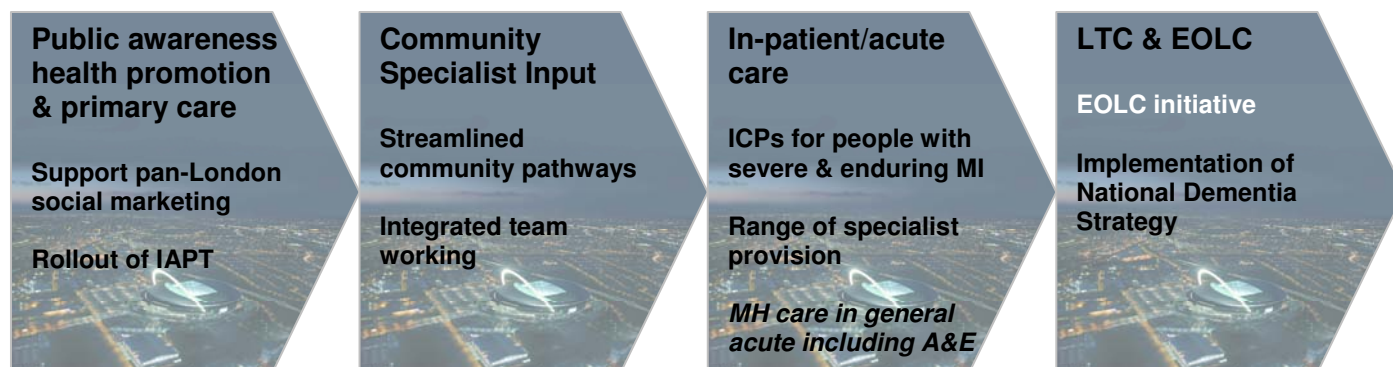 Public awareness
health promotion
& primary care
Support pan-London
social marketing
Rollout of IAPT
Community
Specialist Input
Streamlined
community pathways
Integrated team
working
In-patient/acute
care
ICPs for people with
severe & enduring MI
Range of specialist
provision
MH care in general
acute including A&E
LTC & EOLC
EOLC initiative
Implementation of
National Dementia
Strategy